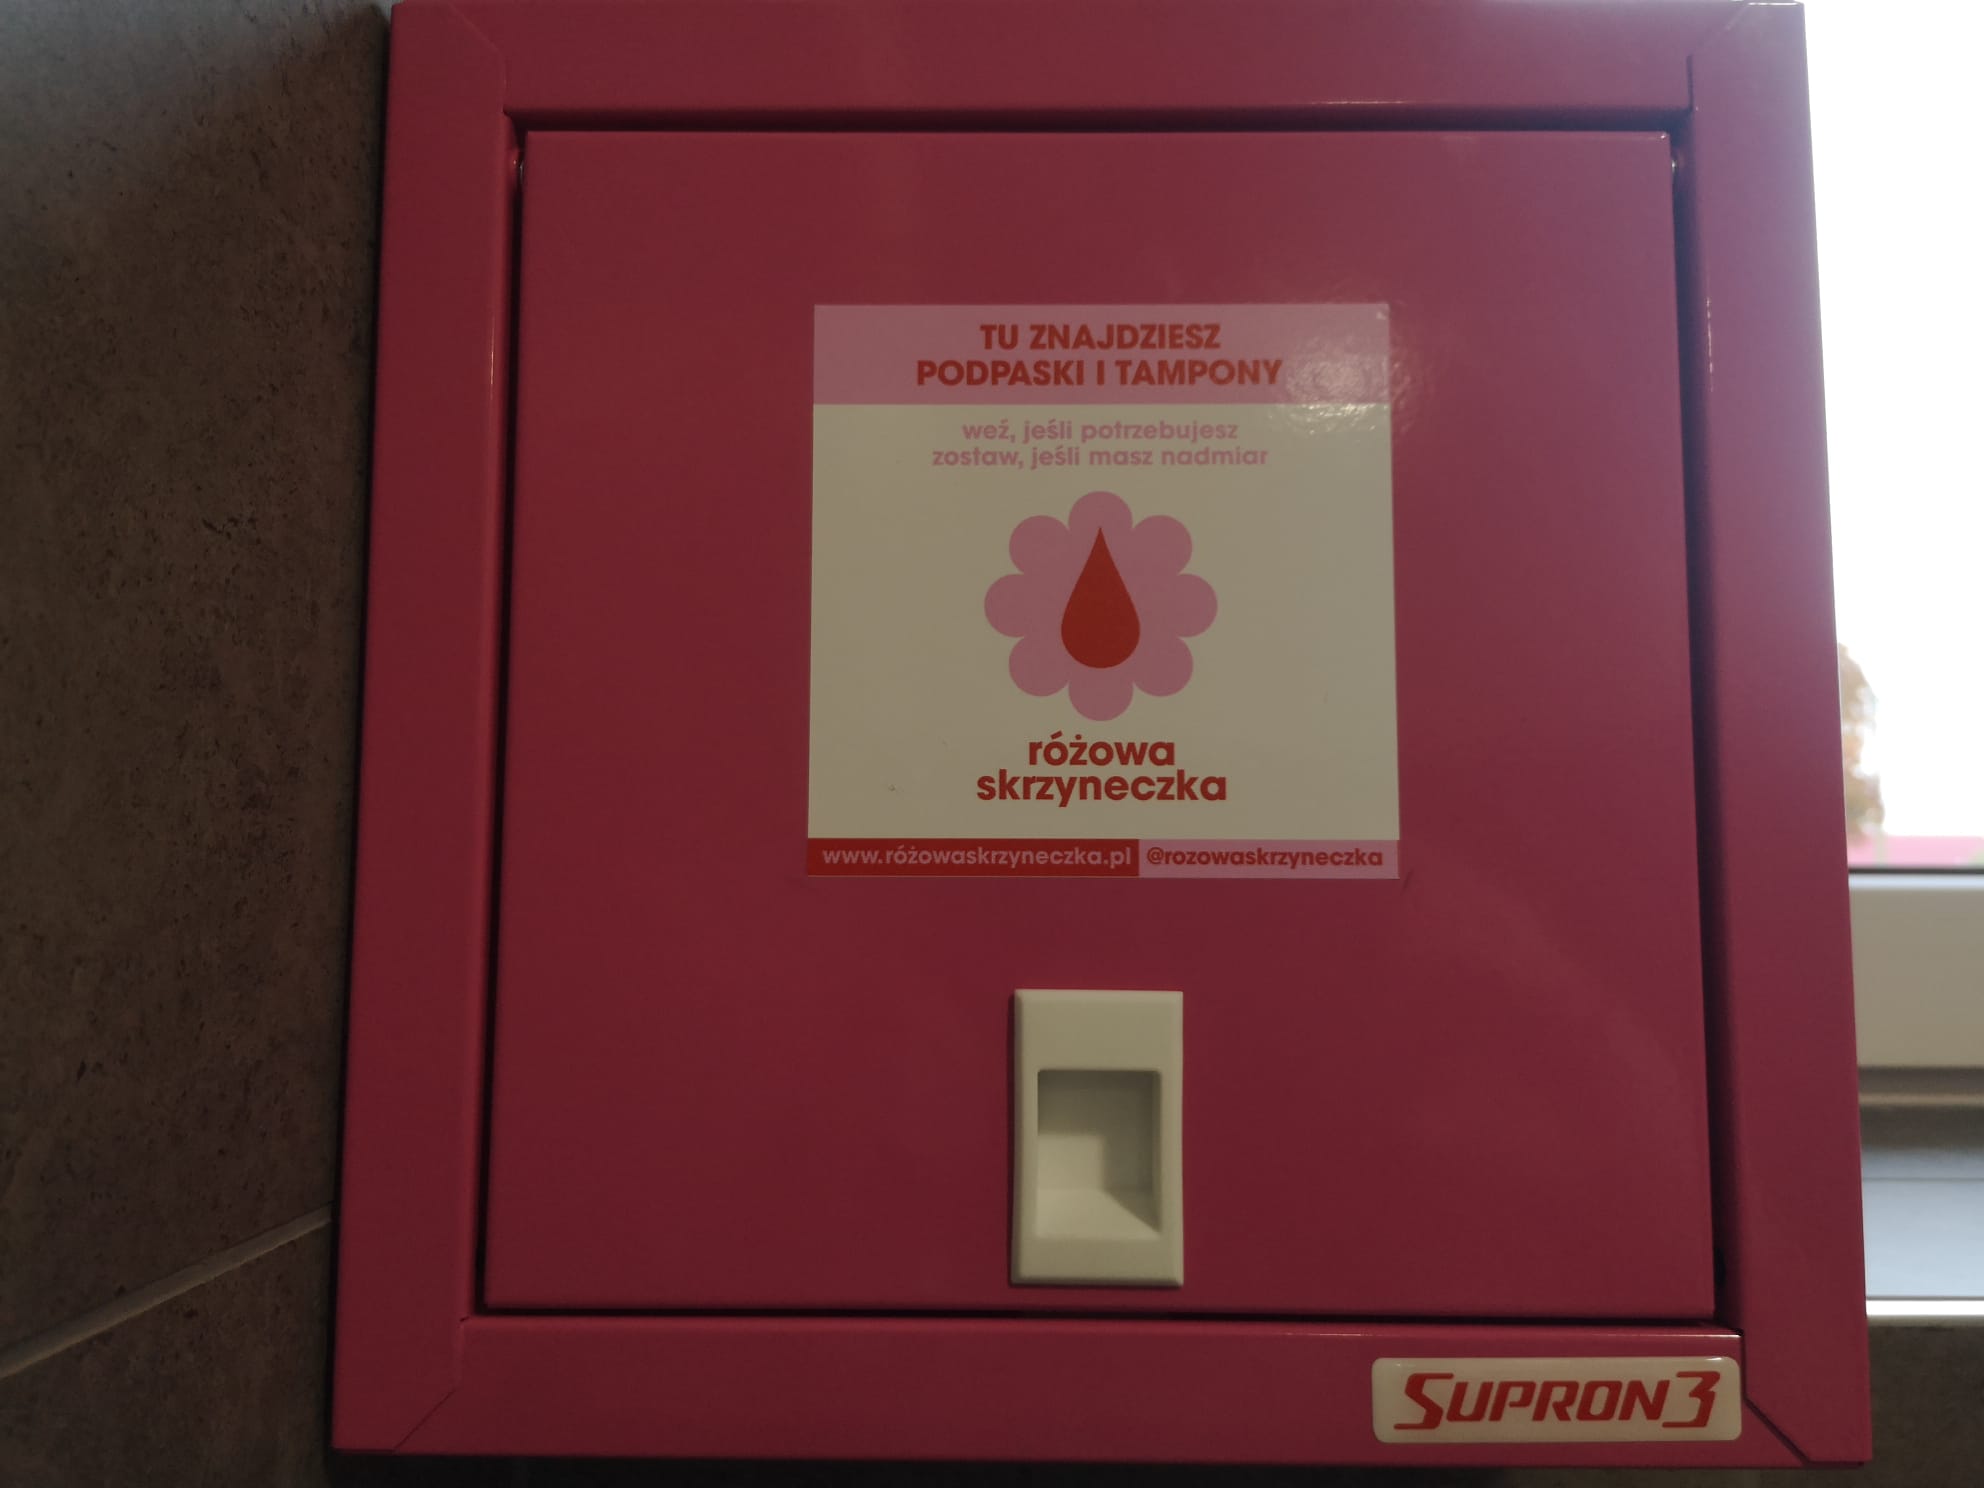 TU ZNAJDZIESZ
PODPASKI I TAMPONY
weź, jeśli potrzebujesz
zostaw, jeśli masz nadmiar
różowa
skrzyneczka
www.różowaskrzyneczka.pl @rozowaskrzyneczka
SUPRON3